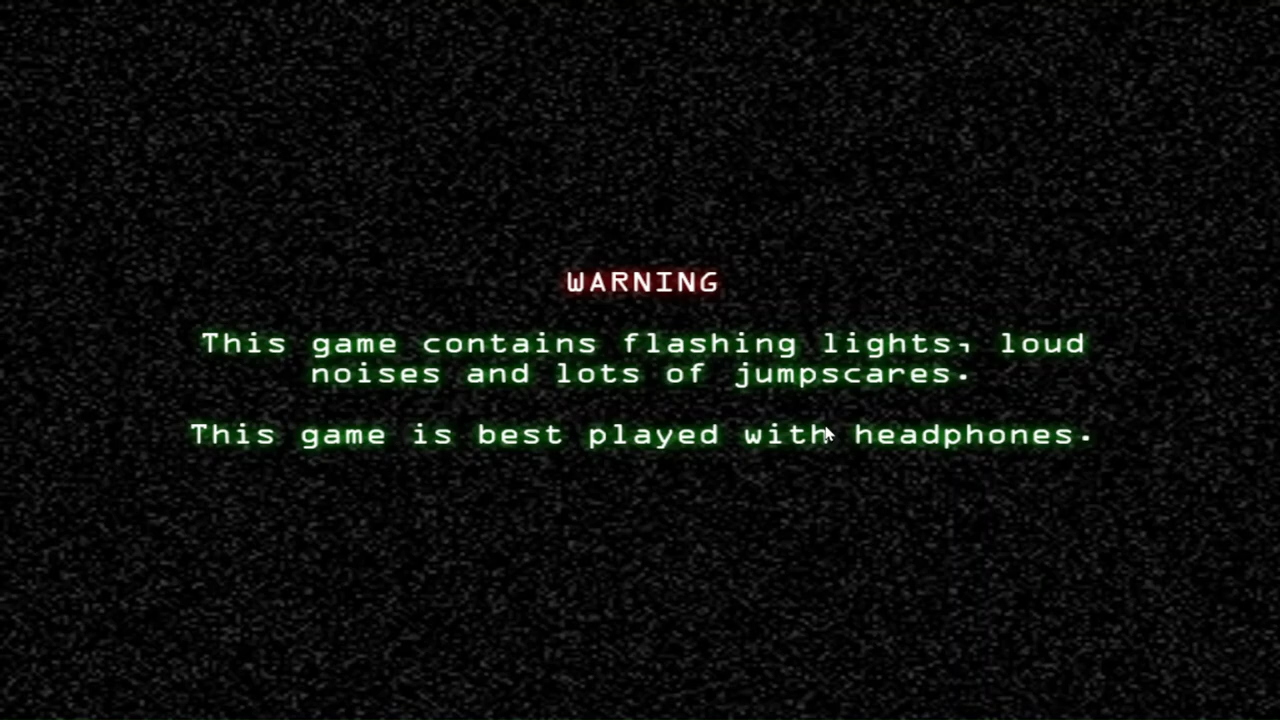 WARNING
This game contains flashing lights, loud
noises and lots of jumpscares.
This game is best played with headphones.